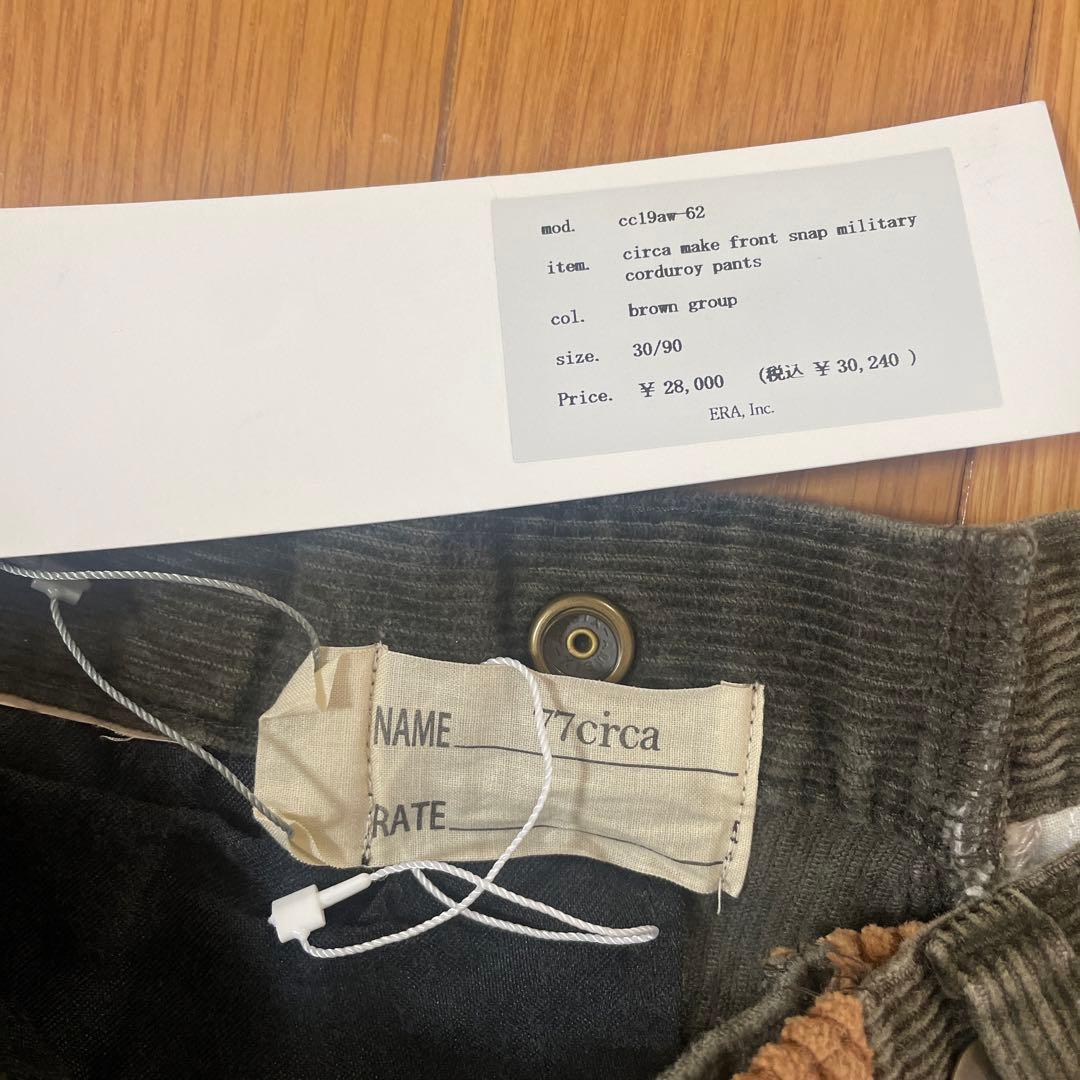 mod. cc19aw-62
item. circa make front snap military
corduroy pants
col. brown group
size. 30/90
Price. ¥ 28,000 (税込 ¥ 30,240 )
ERA, Inc.
NAME 77circa
RATE